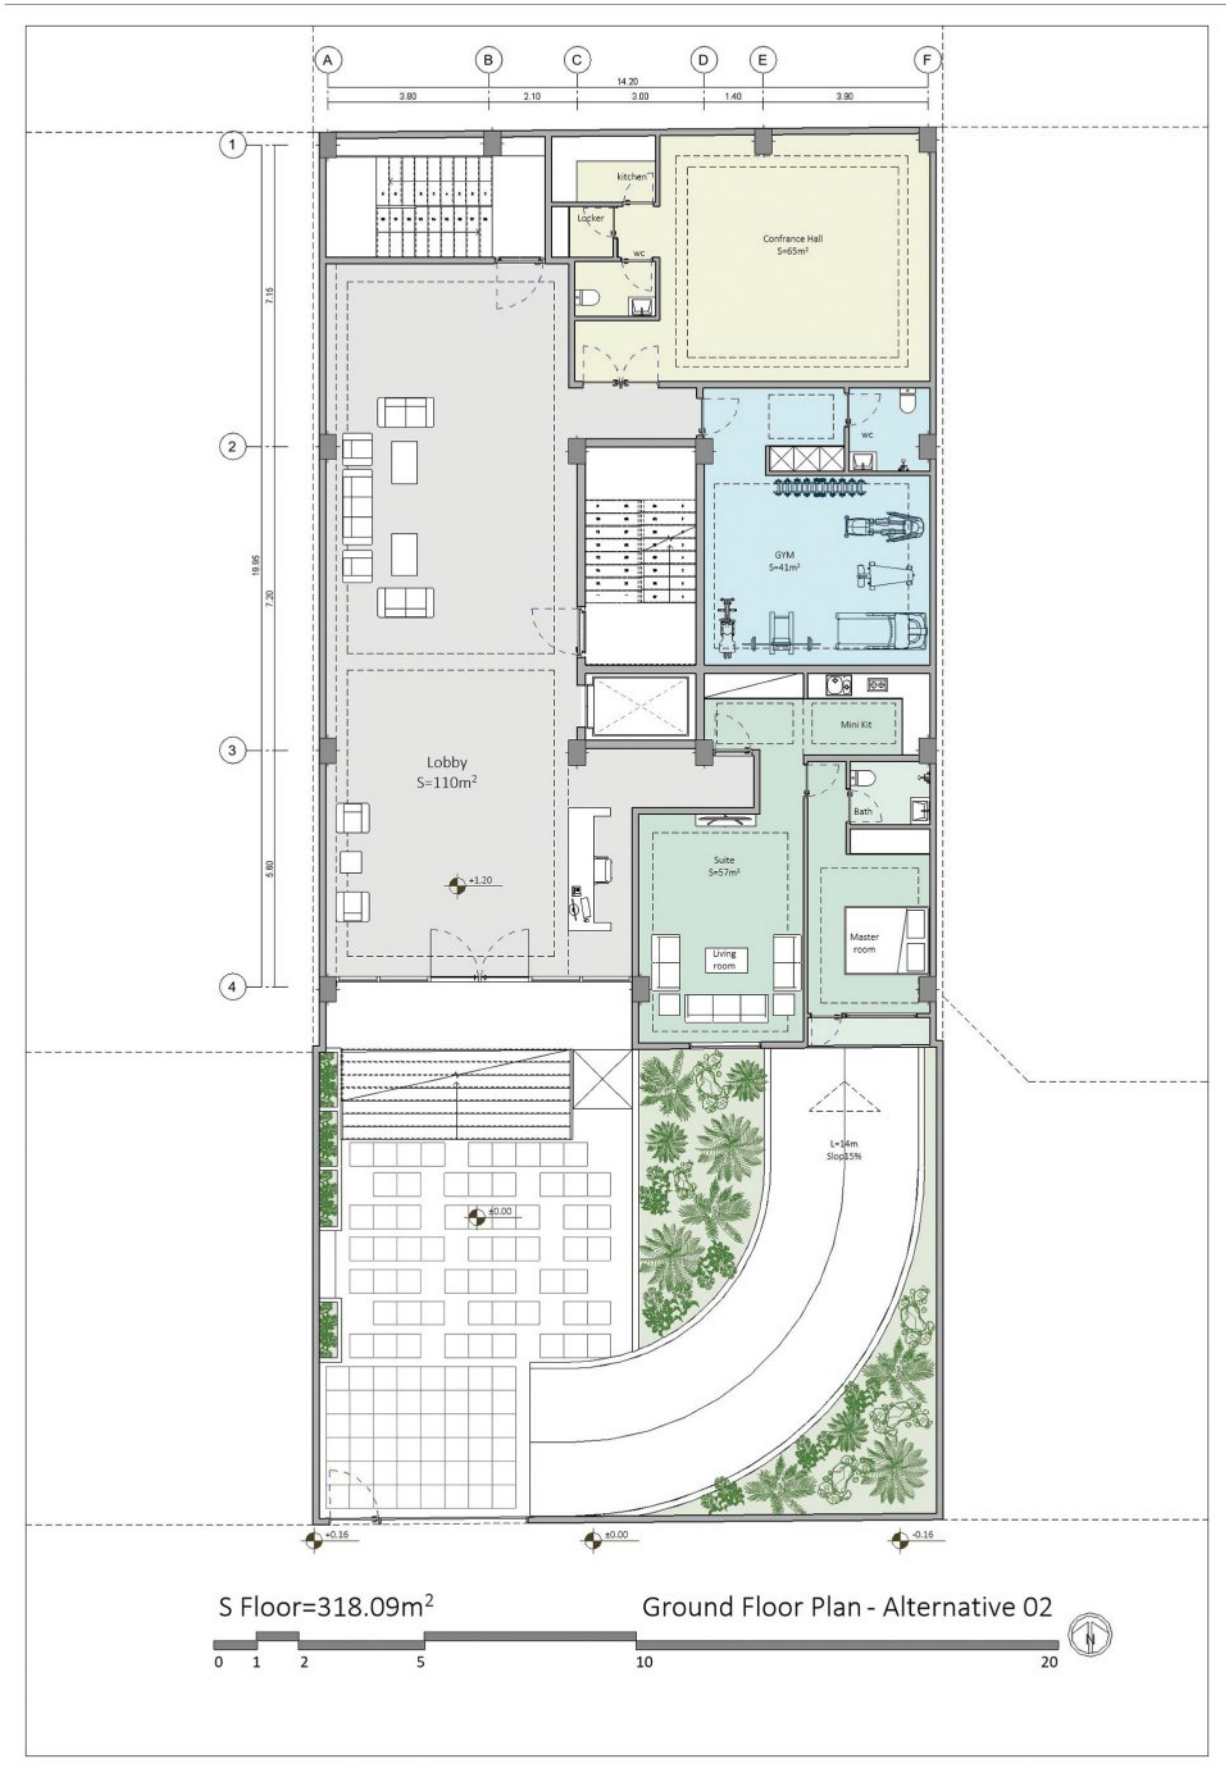 A B C D E F
14.20
3.80 2.10 3.00 1.40 3.90
1
kitchen
Locker
Confrance Hall
S=65m²
wc
7.15
2
wc
GYM
S=41m²
19.95
7.20
Mini Kit
3
Lobby
S=110m²
Bath
Suite
S=57m²
5.60
+1.20
Master
room
Living
room
4
L=14m
Slop15%
±0.00
+0.16 ±0.00 -0.16
S Floor=318.09m²
Ground Floor Plan - Alternative 02
N
0 1 2 5 10 20